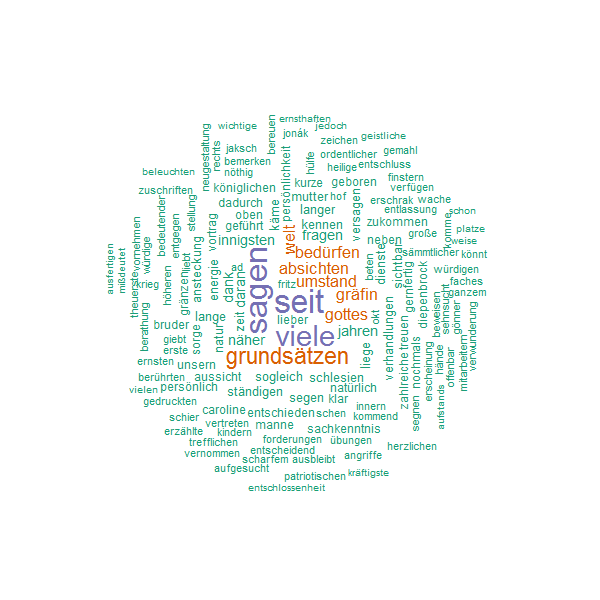 ernsthaften
wichtige
jedoch
bereuen
jonák
geistliche
zeichen
neugestaltung
rechts
jaksch
persönlichkeit
hülfe
ordentlicher
gemahl
bemerken
heilige
entschluss
beleuchten
nöthig
finstern
zuschriften
königlichen
kurze
geboren
verfügen
stellung
mutter
hof
versagen
erschrak
wache
dadurch
langer
entlassung
schon
bedeutender
oben
käme
kennen
zukommen
komme
geführt
fragen
große
platze
vornehmen
entgegen
vortrag
innigsten
welt
neben
weise
sämmtlicher
könnt
würdige
liebt
ansteckung
sagen
bedürfen
dienste
sichtbar
ausfertigen
mißdeutet
höheren
energie
ad
absichten
beten
gernfertig
diepenbrock
würdigen
theuerste
krieg
gränzen
dank
daran
fritz
umstand
faches
ganzem
seit
gräfin
sehnsucht
gönner
lange
zeit
lieber
gottes
okt
treuen
beweisen
verwunderung
berathung
bruder
natur
viele
jahren
verhandlungen
giebt
sorge
näher
zahlreiche
nochmals
hände
erste
liege
erscheinung
offenbar
mitarbeitern
ernsten
unsern
grundsätzen
berührten
aussicht
sogleich
schlesien
vielen
persönlich
ständigen
natürlich
segnen
aufstands
gedruckten
segen
klar
innern
schier
caroline
entschieden
schen
kommend
erzählte
vertreten
manne
sachkenntnis
kindern
trefflichen
forderungen
übungen
herzlichen
vernommen
entscheidend
scharfem
ausbleibt
angriffe
aufgesucht
patriotischen
kräftigste
entschlossenheit